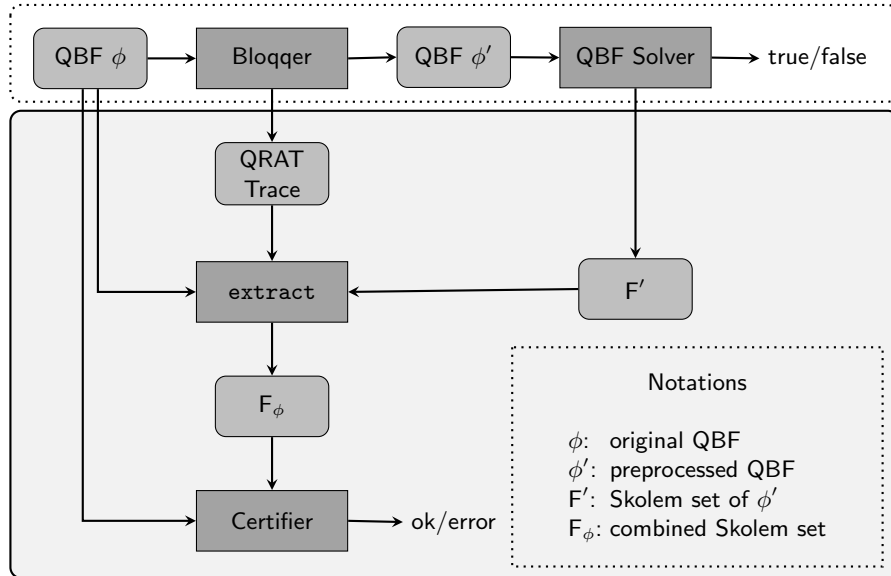 QBF ϕ
Bloqqer
QBF ϕ′
QBF Solver
true/false
QRAT
Trace
extract
F′
F_ϕ
Certifier
ok/error
Notations
ϕ: original QBF
ϕ′: preprocessed QBF
F′: Skolem set of ϕ′
F_ϕ: combined Skolem set